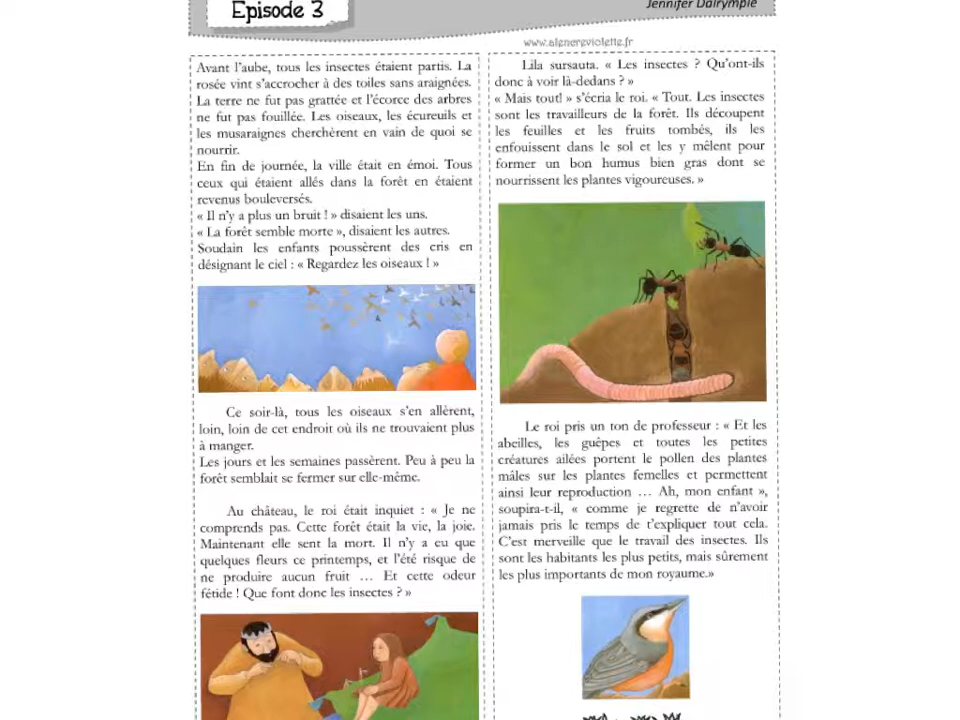 Episode 3
Jennifer Dalrymple
www.alenereviolette.fr
Avant l'aube, tous les insectes étaient partis. La
rosée vint s'accrocher à des toiles sans araignées.
La terre ne fut pas grattée et l'écorce des arbres
ne fut pas fouillée. Les oiseaux, les écureuils et
les musaraignes cherchèrent en vain de quoi se
nourrir.
En fin de journée, la ville était en émoi. Tous
ceux qui étaient allés dans la forêt en étaient
revenus bouleversés.
« Il n'y a plus un bruit ! » disaient les uns.
« La forêt semble morte », disaient les autres.
Soudain les enfants poussèrent des cris en
désignant le ciel : « Regardez les oiseaux ! »
Ce soir-là, tous les oiseaux s'en allèrent,
loin, loin de cet endroit où ils ne trouvaient plus
à manger.
Les jours et les semaines passèrent. Peu à peu la
forêt semblait se fermer sur elle-même.
Au château, le roi était inquiet : « Je ne
comprends pas. Cette forêt était la vie, la joie.
Maintenant elle sent la mort. Il n'y a eu que
quelques fleurs ce printemps, et l'été risque de
ne produire aucun fruit … Et cette odeur
fétide ! Que font donc les insectes ? »
Lila sursauta. « Les insectes ? Qu'ont-ils
donc à voir là-dedans ? »
« Mais tout! » s'écria le roi. « Tout. Les insectes
sont les travailleurs de la forêt. Ils découpent
les feuilles et les fruits tombés, ils les
enfouissent dans le sol et les y mêlent pour
former un bon humus bien gras dont se
nourrissent les plantes vigoureuses. »
Le roi prit un ton de professeur : « Et les
abeilles, les guêpes et toutes les petites
créatures ailées portent le pollen des plantes
mâles sur les plantes femelles et permettent
ainsi leur reproduction … Ah, mon enfant »,
soupira-t-il, « comme je regrette de n'avoir
jamais pris le temps de t'expliquer tout cela.
C'est merveille que le travail des insectes. Ils
sont les habitants les plus petits, mais sûrement
les plus importants de mon royaume.»